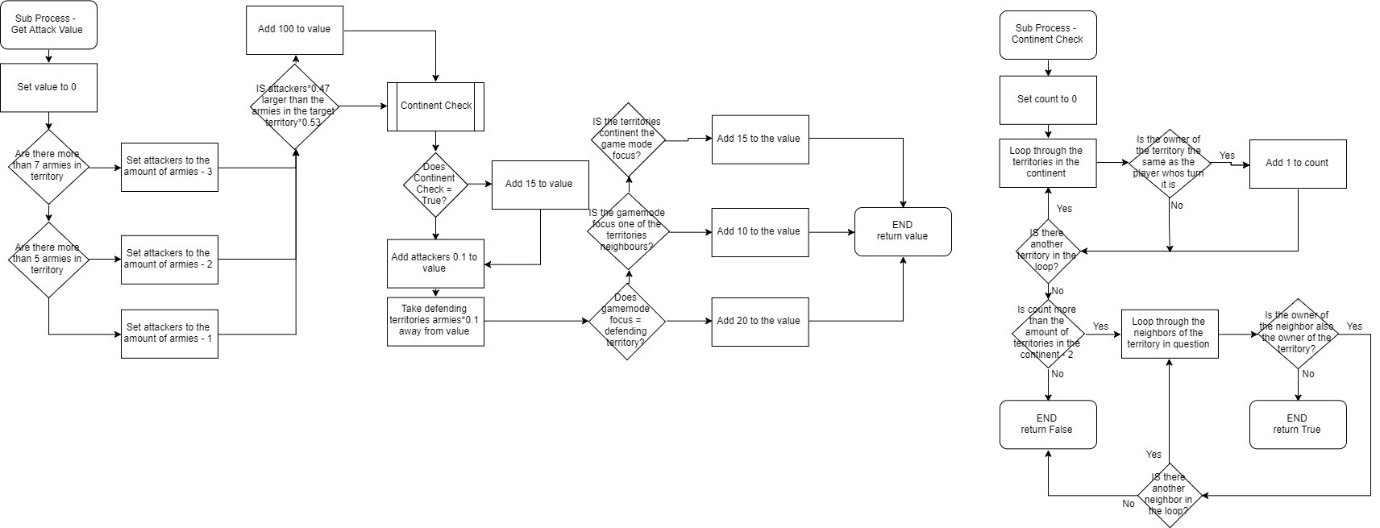 Sub Process -
Get Attack Value
Set value to 0
Are there more
than 7 armies in
territory
Set attackers to the
amount of armies - 3
Are there more
than 5 armies in
territory
Set attackers to the
amount of armies - 2
Set attackers to the
amount of armies - 1
Add 100 to value
IS attackers*0.47
larger than the
armies in the target
territory*0.53
Continent Check
Does
Continent
Check =
True?
Add 15 to value
Add attackers 0.1 to
value
Take defending
territories armies*0.1
away from value
IS the territories
continent the
game mode
focus?
Add 15 to the value
IS the gamemode
focus one of the
territories
neighbours?
Add 10 to the value
Does
gamemode
focus =
defending
territory?
Add 20 to the value
END
return value
Sub Process -
Continent Check
Set count to 0
Loop through the
territories in the
continent
Is the owner of
the territory the
same as the
player whos turn
it is
Yes
Add 1 to count
No
Yes
IS there
another
territory in the
loop?
No
Is count more
than the
amount of
territories in the
continent - 2
Yes
Loop through the
neighbors of the
territory in question
Is the owner of
the neighbor also
the owner of the
territory?
Yes
No
No
END
return False
END
return True
Yes
IS there
another
neighbor in
the loop?
No